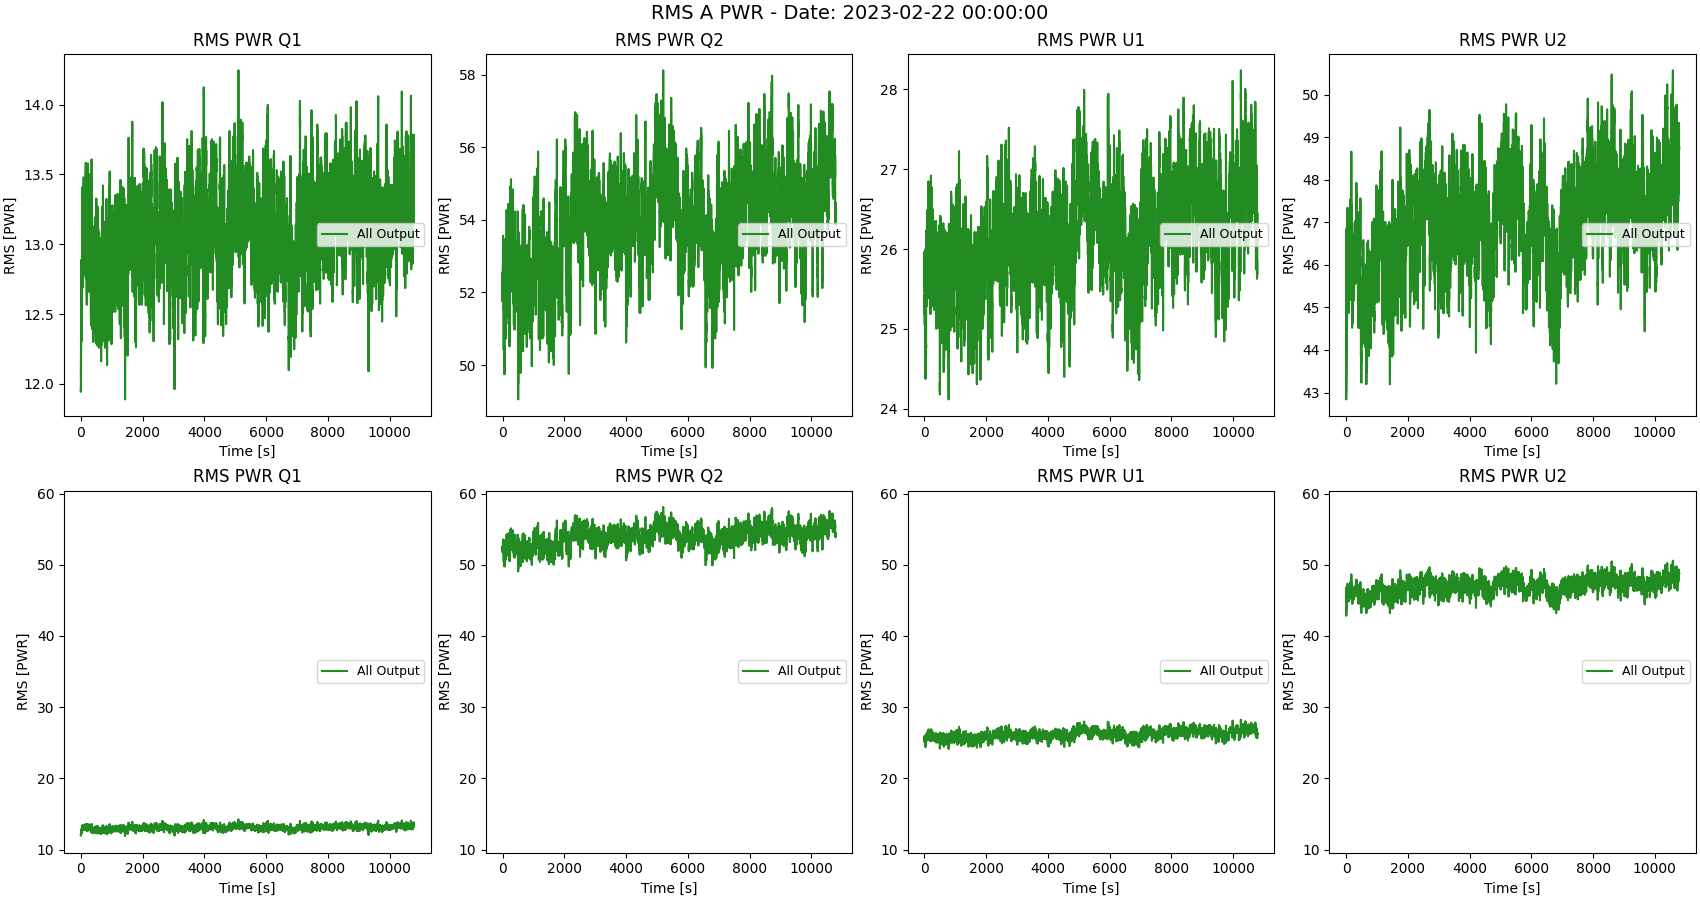 RMS A PWR - Date: 2023-02-22 00:00:00
RMS PWR Q1
RMS [PWR]
14.0
13.5
13.0
12.5
12.0
All Output
0 2000 4000 6000 8000 10000
Time [s]
RMS PWR Q2
RMS [PWR]
58
56
54
52
50
All Output
0 2000 4000 6000 8000 10000
Time [s]
RMS PWR U1
RMS [PWR]
28
27
26
25
24
All Output
0 2000 4000 6000 8000 10000
Time [s]
RMS PWR U2
RMS [PWR]
50
49
48
47
46
45
44
43
All Output
0 2000 4000 6000 8000 10000
Time [s]
RMS PWR Q1
RMS [PWR]
60
50
40
30
20
10
All Output
0 2000 4000 6000 8000 10000
Time [s]
RMS PWR Q2
RMS [PWR]
60
50
40
30
20
10
All Output
0 2000 4000 6000 8000 10000
Time [s]
RMS PWR U1
RMS [PWR]
60
50
40
30
20
10
All Output
0 2000 4000 6000 8000 10000
Time [s]
RMS PWR U2
RMS [PWR]
60
50
40
30
20
10
All Output
0 2000 4000 6000 8000 10000
Time [s]